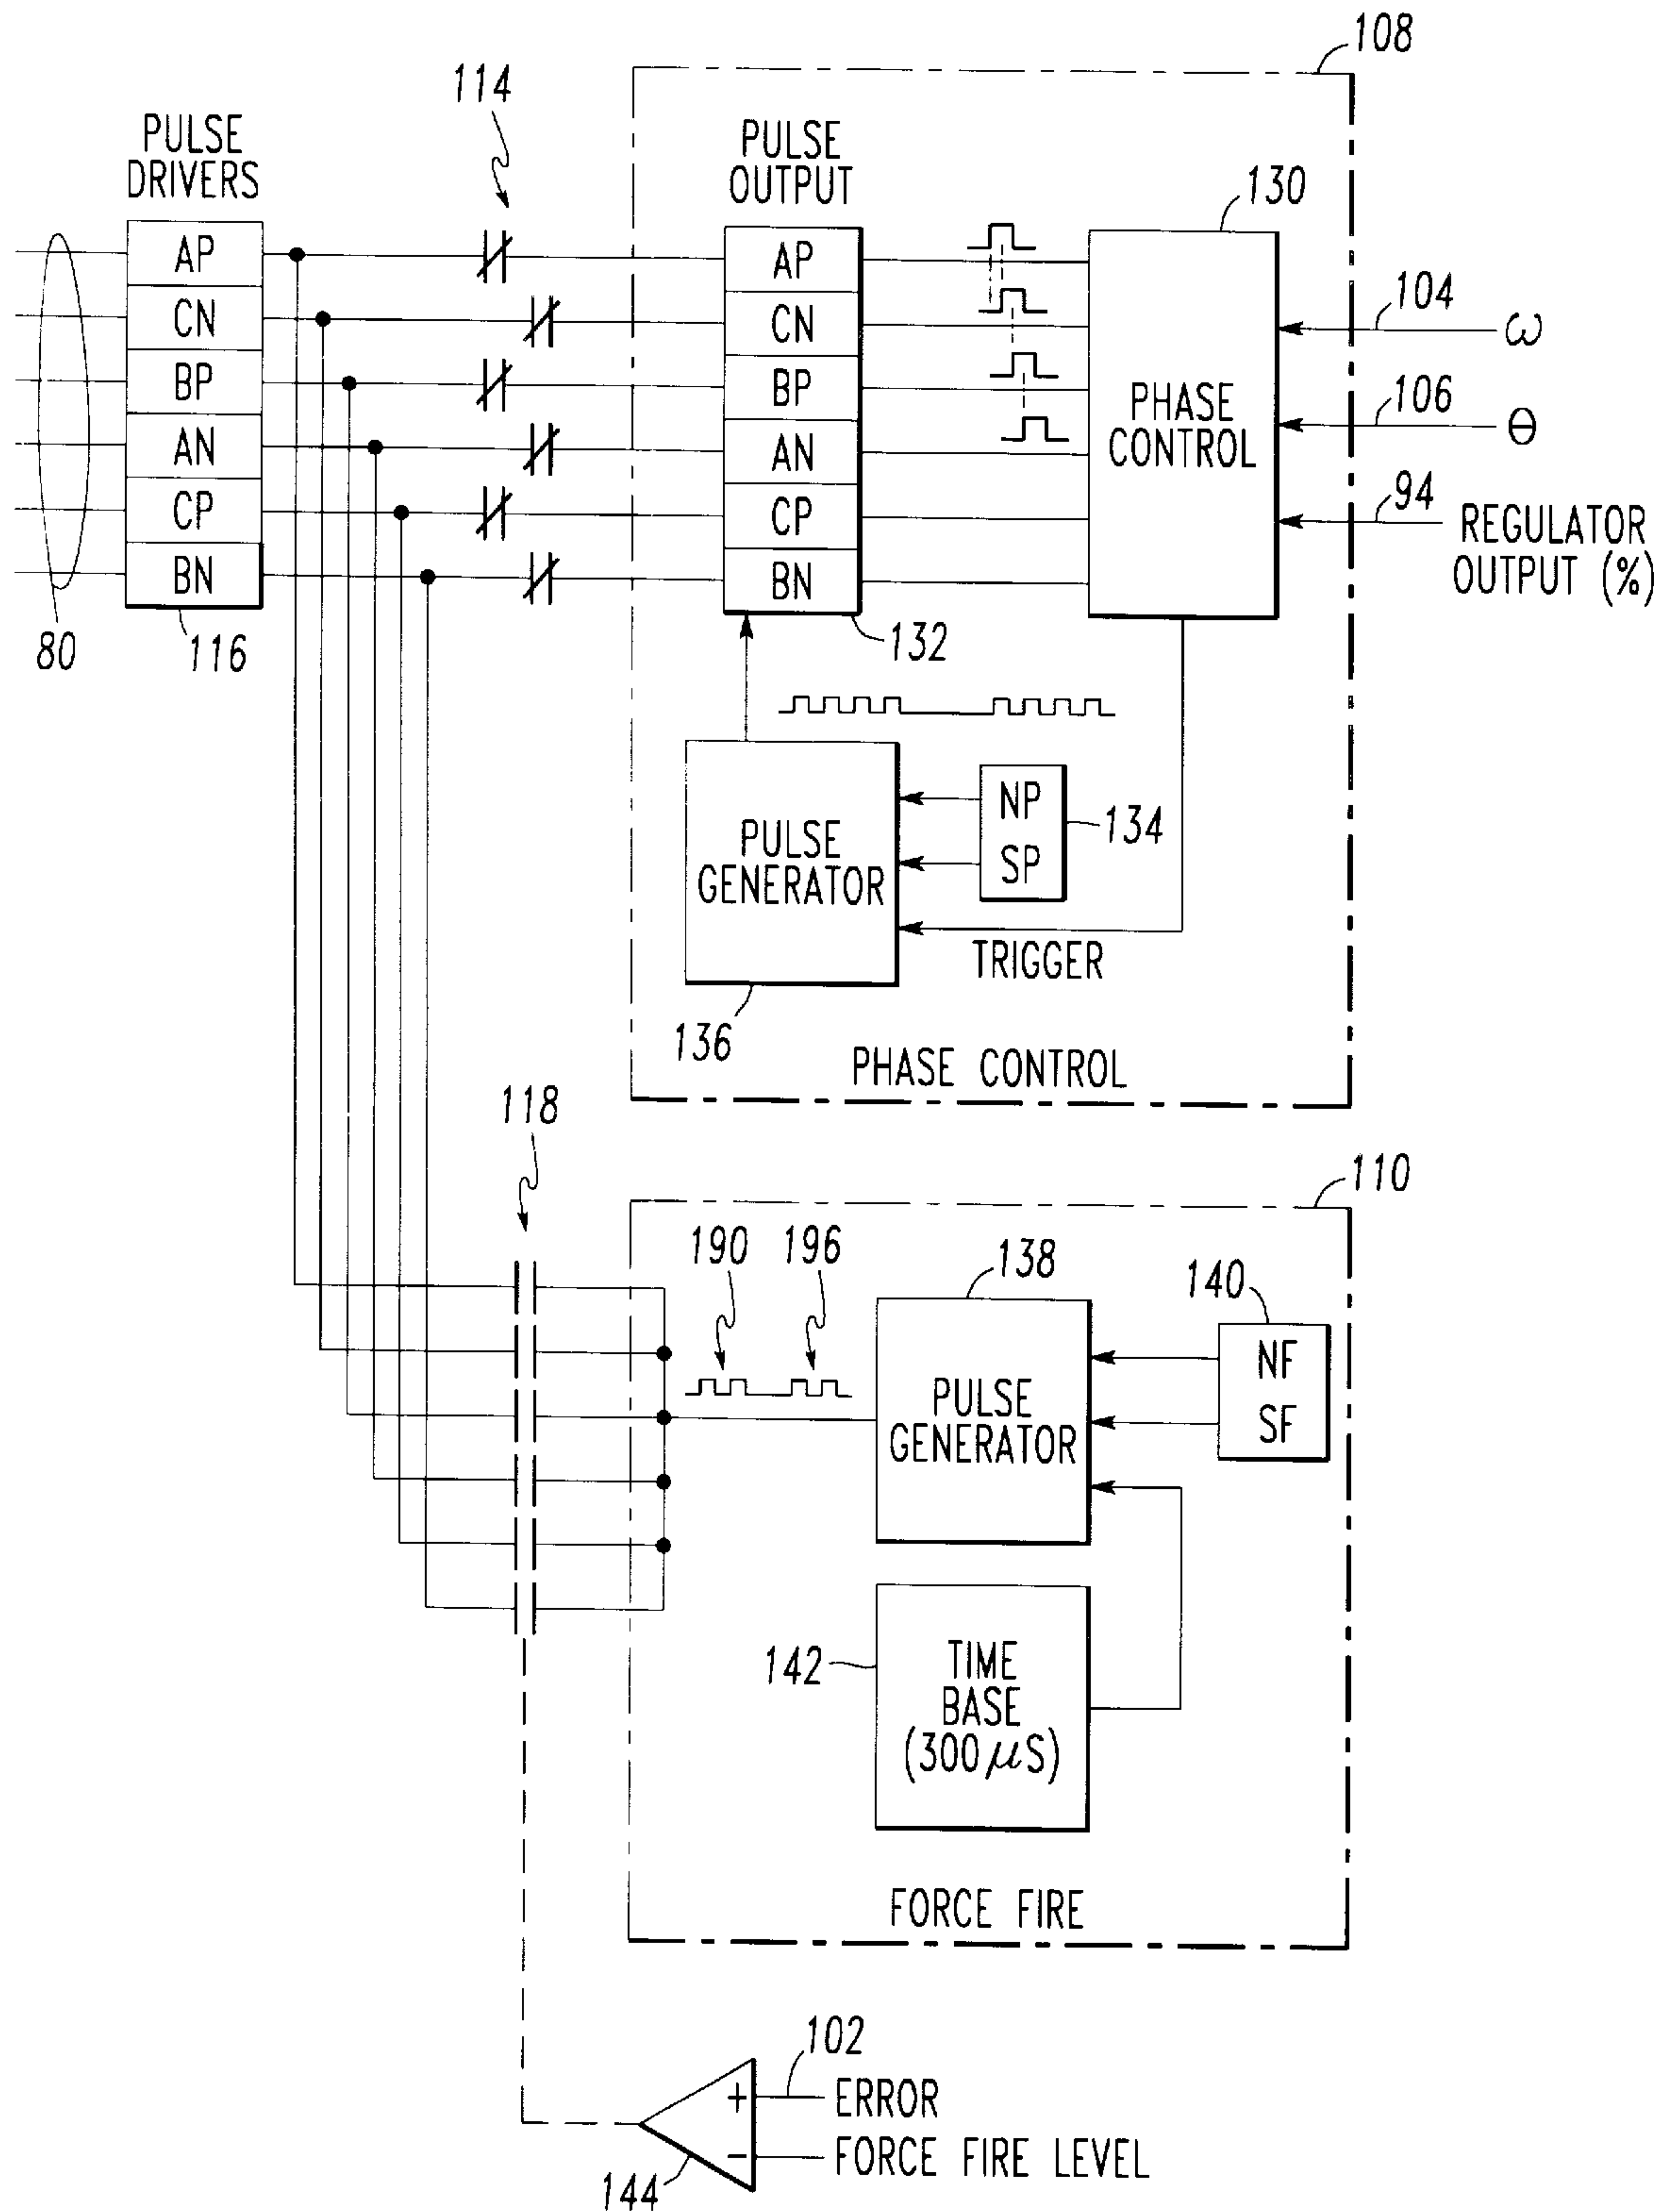 108
114
PULSE
DRIVERS
PULSE
OUTPUT
130
AP
CN
BP
AN
CP
BN
AP
CN
BP
AN
CP
BN
PHASE
CONTROL
104
ω
106
θ
94
REGULATOR
OUTPUT (%)
80
116
132
PULSE
GENERATOR
NP
SP
134
TRIGGER
136
PHASE CONTROL
118
110
190
196
138
140
PULSE
GENERATOR
NF
SF
142
TIME
BASE
(300 μS)
FORCE FIRE
102
+
ERROR
−
FORCE FIRE LEVEL
144